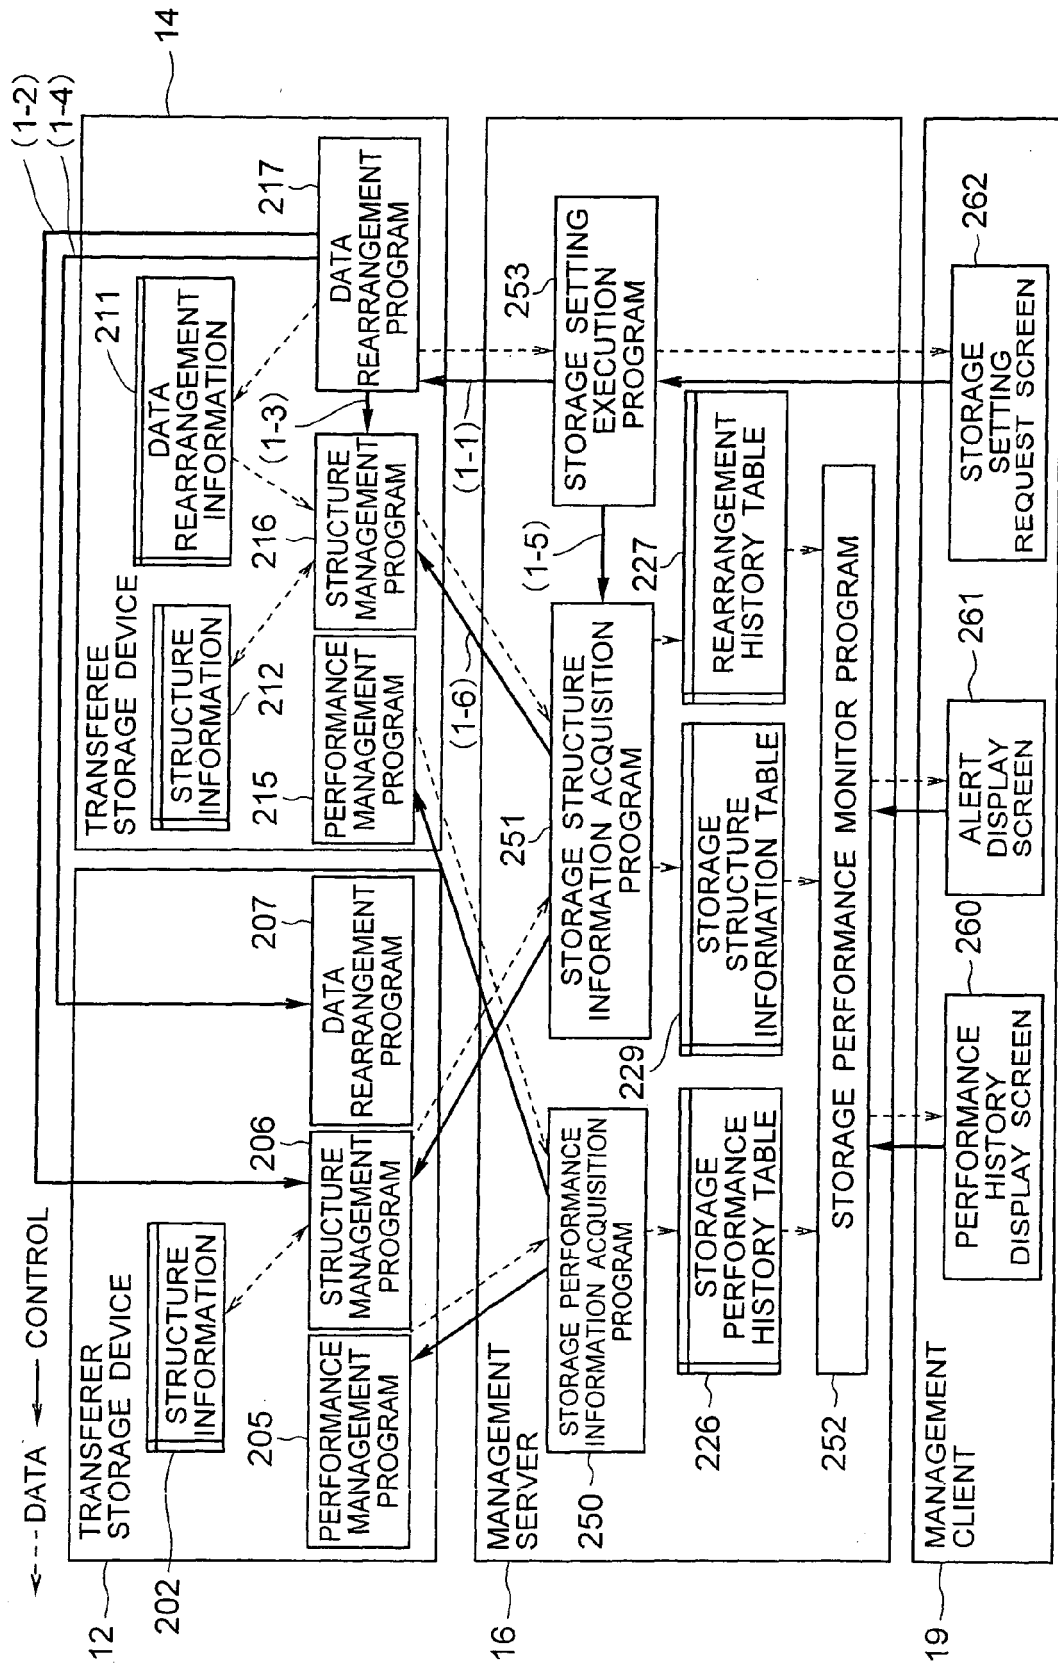 <--- DATA <— CONTROL
(1-2)
(1-4)
12
TRANSFERER
STORAGE DEVICE
202
STRUCTURE
INFORMATION
205
PERFORMANCE
MANAGEMENT
PROGRAM
206
STRUCTURE
MANAGEMENT
PROGRAM
207
DATA
REARRANGEMENT
PROGRAM
14
TRANSFEREE
STORAGE DEVICE
212
STRUCTURE
INFORMATION
211
DATA
REARRANGEMENT
INFORMATION
215
PERFORMANCE
MANAGEMENT
PROGRAM
216
STRUCTURE
MANAGEMENT
PROGRAM
(1-3)
217
DATA
REARRANGEMENT
PROGRAM
16
MANAGEMENT
SERVER
250
STORAGE PERFORMANCE
INFORMATION ACQUISITION
PROGRAM
251
STORAGE STRUCTURE
INFORMATION ACQUISITION
PROGRAM
(1-6)
(1-5)
(1-1)
253
STORAGE SETTING
EXECUTION
PROGRAM
226
STORAGE
PERFORMANCE
HISTORY TABLE
229
STORAGE
STRUCTURE
INFORMATION TABLE
227
REARRANGEMENT
HISTORY TABLE
252
STORAGE PERFORMANCE MONITOR PROGRAM
19
MANAGEMENT
CLIENT
260
PERFORMANCE
HISTORY
DISPLAY SCREEN
261
ALERT
DISPLAY
SCREEN
262
STORAGE
SETTING
REQUEST SCREEN